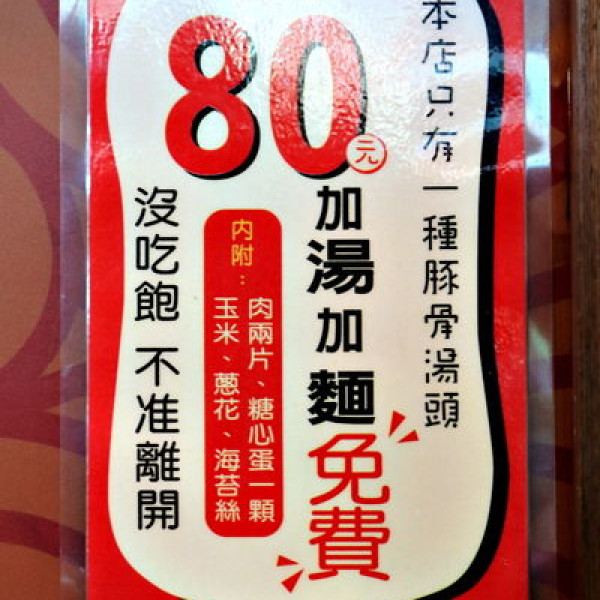 本店只有一種豚骨湯頭
80元
加湯加麵免費
內附：
肉兩片、糖心蛋一顆
玉米、蔥花、海苔絲
沒吃飽 不准離開